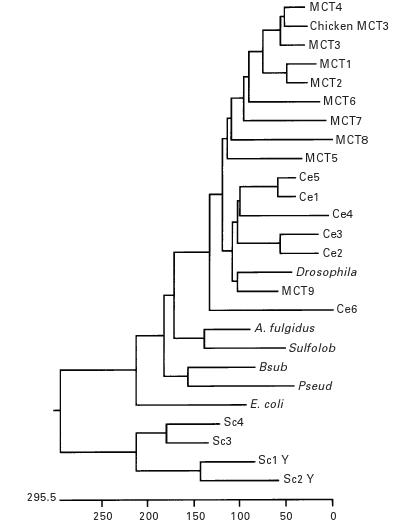 MCT4
Chicken MCT3
MCT3
MCT1
MCT2
MCT6
MCT7
MCT8
MCT5
Ce5
Ce1
Ce4
Ce3
Ce2
Drosophila
MCT9
Ce6
A. fulgidus
Sulfolob
Bsub
Pseud
E. coli
Sc4
Sc3
Sc1 Y
Sc2 Y
295.5
250 200 150 100 50 0